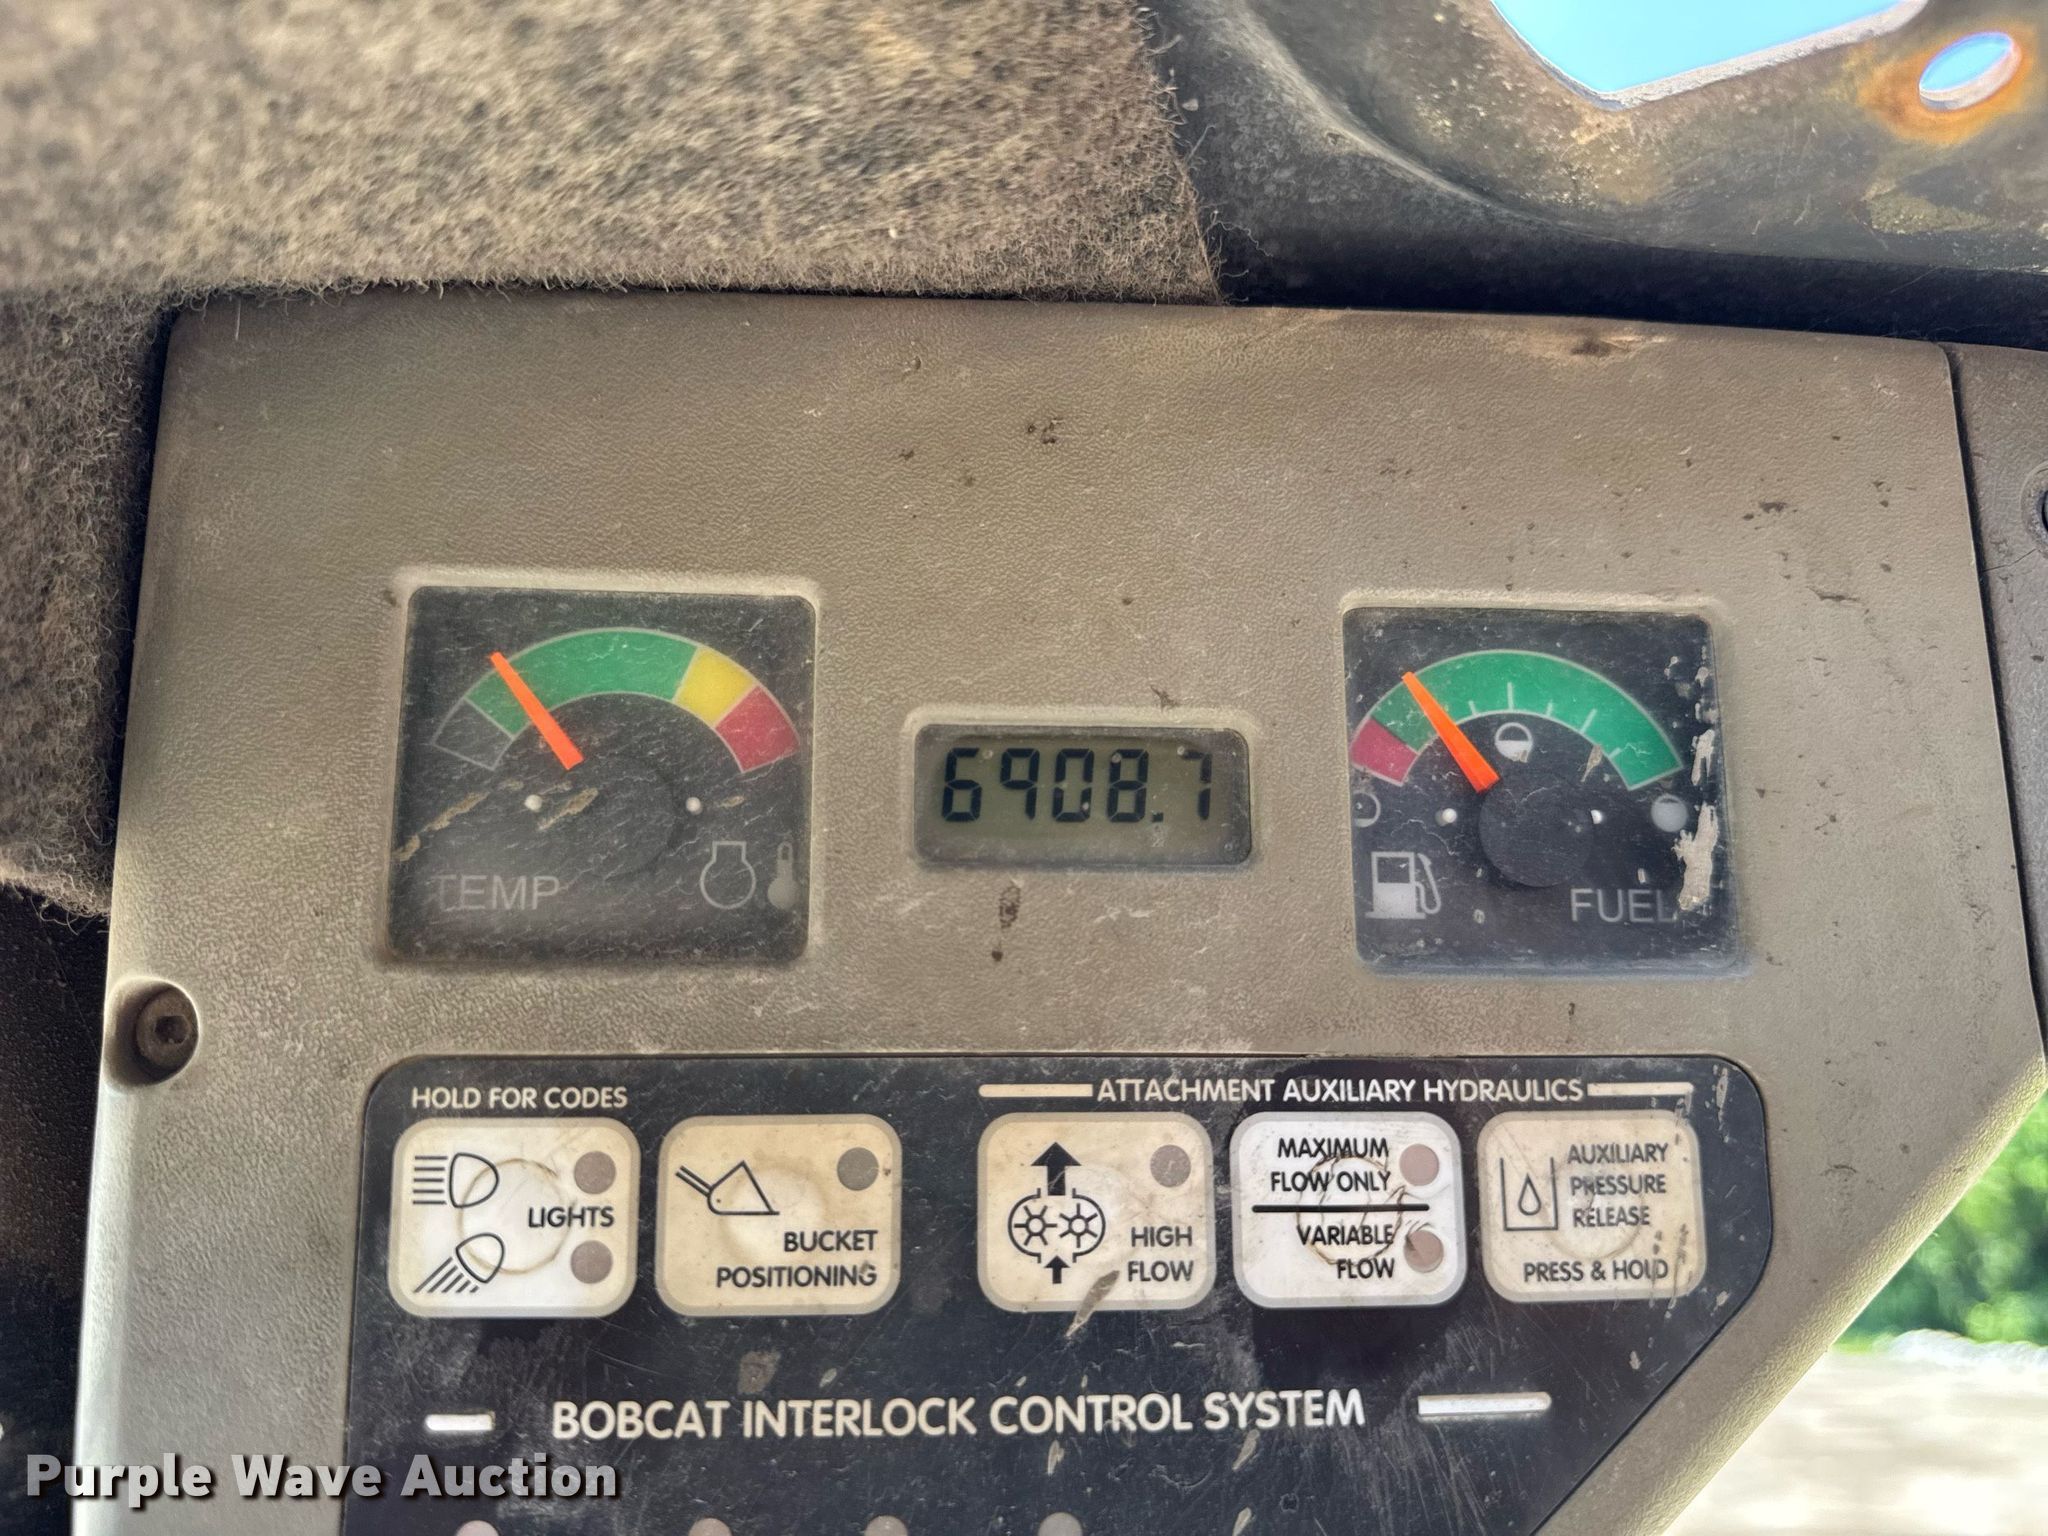 6908.7
TEMP
FUEL
HOLD FOR CODES
ATTACHMENT AUXILIARY HYDRAULICS
LIGHTS
BUCKET
POSITIONING
HIGH
FLOW
MAXIMUM
FLOW ONLY
VARIABLE
FLOW
AUXILIARY
PRESSURE
RELEASE
PRESS & HOLD
BOBCAT INTERLOCK CONTROL SYSTEM
Purple Wave Auction